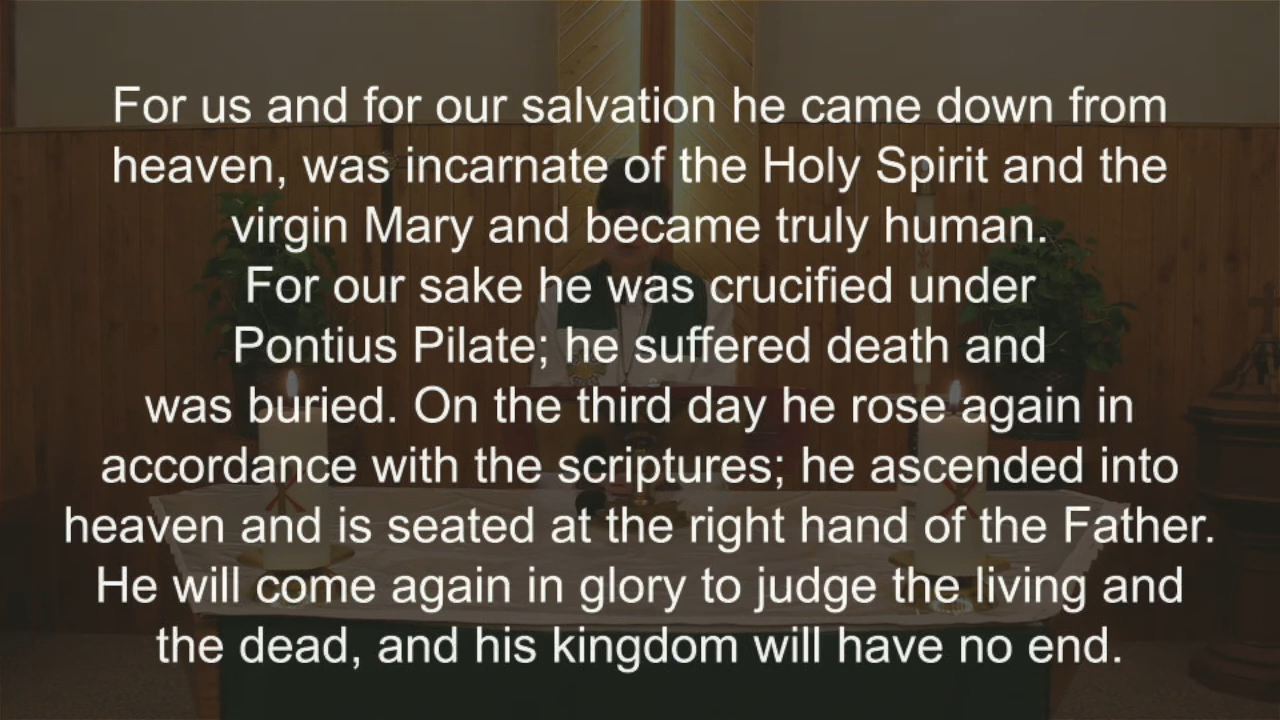 For us and for our salvation he came down from
heaven, was incarnate of the Holy Spirit and the
virgin Mary and became truly human.
For our sake he was crucified under
Pontius Pilate; he suffered death and
was buried. On the third day he rose again in
accordance with the scriptures; he ascended into
heaven and is seated at the right hand of the Father.
He will come again in glory to judge the living and
the dead, and his kingdom will have no end.